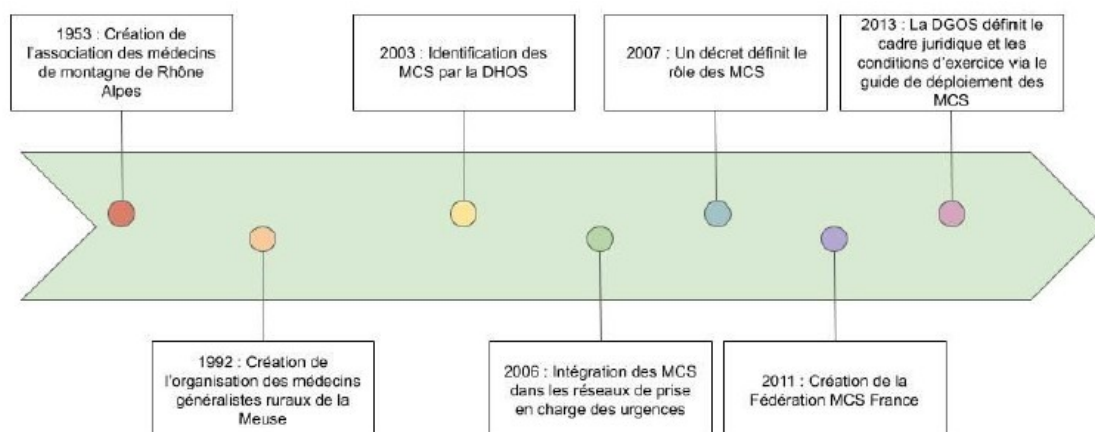 1953 : Création de
l'association des médecins
de montagne de Rhône
Alpes
2003 : Identification des
MCS par la DHOS
2007 : Un décret définit le
rôle des MCS
2013 : La DGOS définit le
cadre juridique et les
conditions d'exercice via le
guide de déploiement des
MCS
1992 : Création de
l'organisation des médecins
généralistes ruraux de la
Meuse
2006 : Intégration des MCS
dans les réseaux de prise
en charge des urgences
2011 : Création de la
Fédération MCS France